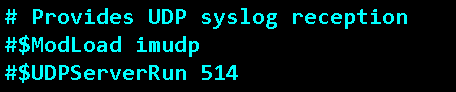 # Provides UDP syslog reception
#$ModLoad imudp
#$UDPServerRun 514